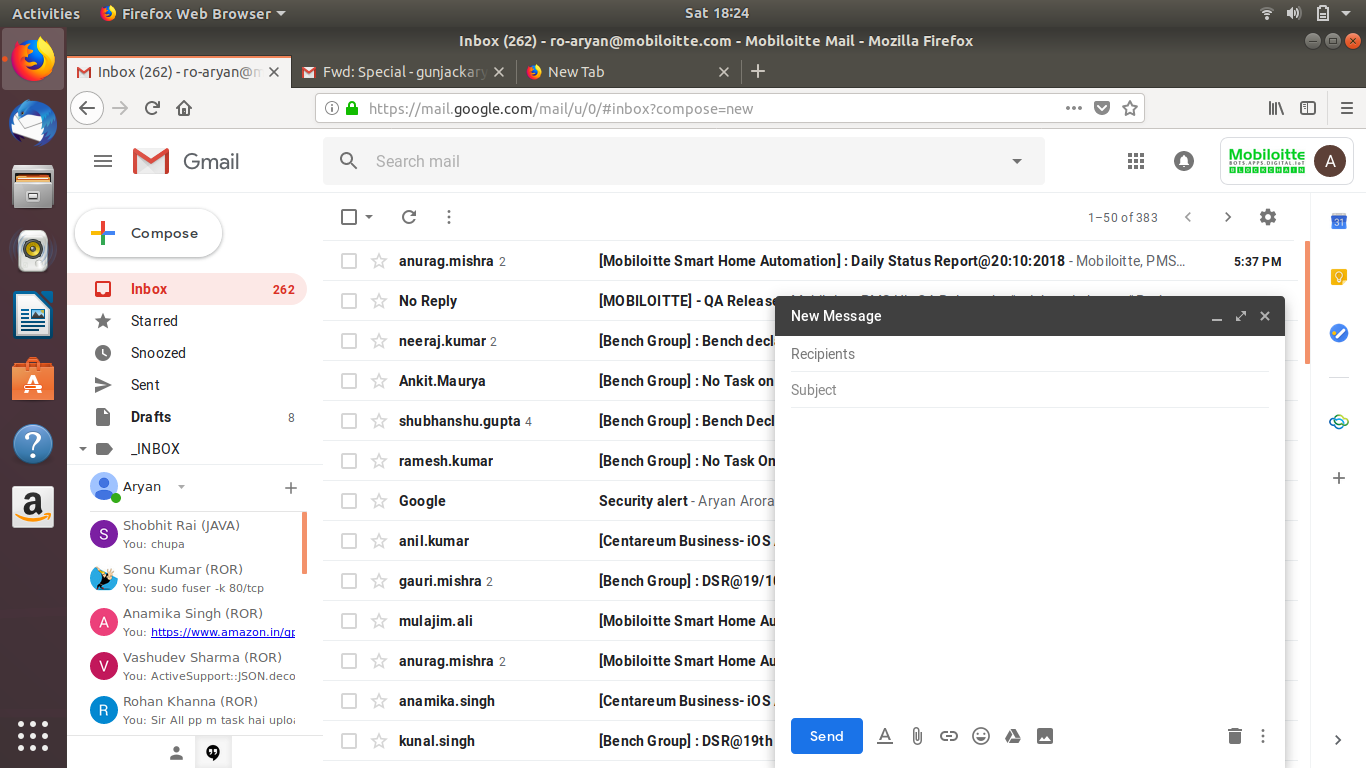 Activities Firefox Web Browser Sat 18:24
Inbox (262) - ro-aryan@mobiloitte.com - Mobiloitte Mail - Mozilla Firefox
Inbox (262) - ro-aryan@m Fwd: Special - gunjackary New Tab
https://mail.google.com/mail/u/0/#inbox?compose=new
Gmail Search mail Mobiloitte A
BOTS.APPS.DIGITAL.IoT
BLOCKCHAIN
Compose 1–50 of 383
31
anurag.mishra 2 [Mobiloitte Smart Home Automation] : Daily Status Report@20:10:2018 - Mobiloitte, PMS… 5:37 PM
Inbox 262
No Reply [MOBILOITTE] - QA Release
Starred
neeraj.kumar 2 [Bench Group] : Bench decl
Snoozed
Ankit.Maurya [Bench Group] : No Task on
Sent
shubhanshu.gupta 4 [Bench Group] : Bench Decl
Drafts 8
_INBOX
ramesh.kumar [Bench Group] : No Task On
Google Security alert - Aryan Arora
anil.kumar [Centareum Business- iOS
gauri.mishra 2 [Bench Group] : DSR@19/10
mulajim.ali [Mobiloitte Smart Home Au
anurag.mishra 2 [Mobiloitte Smart Home Au
anamika.singh [Centareum Business- iOS
kunal.singh [Bench Group] : DSR@19th
Aryan
S Shobhit Rai (JAVA)
You: chupa
Sonu Kumar (ROR)
You: sudo fuser -k 80/tcp
A Anamika Singh (ROR)
You: https://www.amazon.in/gp
V Vashudev Sharma (ROR)
You: ActiveSupport::JSON.deco
R Rohan Khanna (ROR)
You: Sir All pp m task hai uploa
New Message
Recipients
Subject
Send